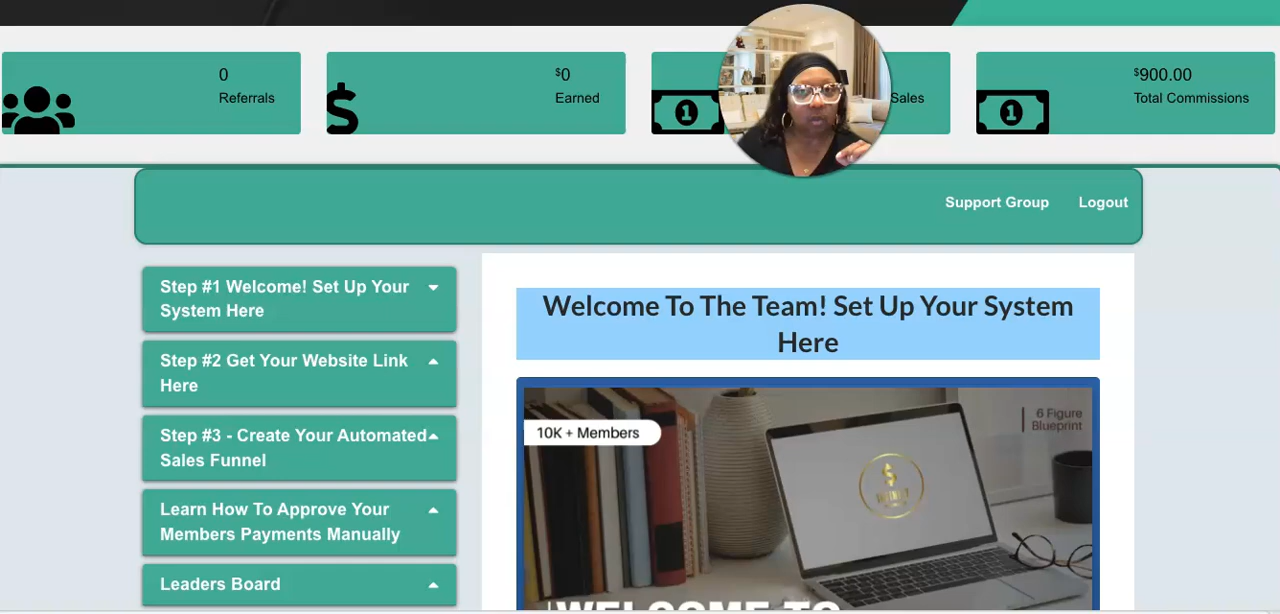 0
Referrals
$0
Earned
Sales
$900.00
Total Commissions
Support Group
Logout
Step #1 Welcome! Set Up Your
System Here
Step #2 Get Your Website Link
Here
Step #3 - Create Your Automated
Sales Funnel
Learn How To Approve Your
Members Payments Manually
Leaders Board
Welcome To The Team! Set Up Your System
Here
10K + Members
6 Figure
Blueprint
WELCOME TO